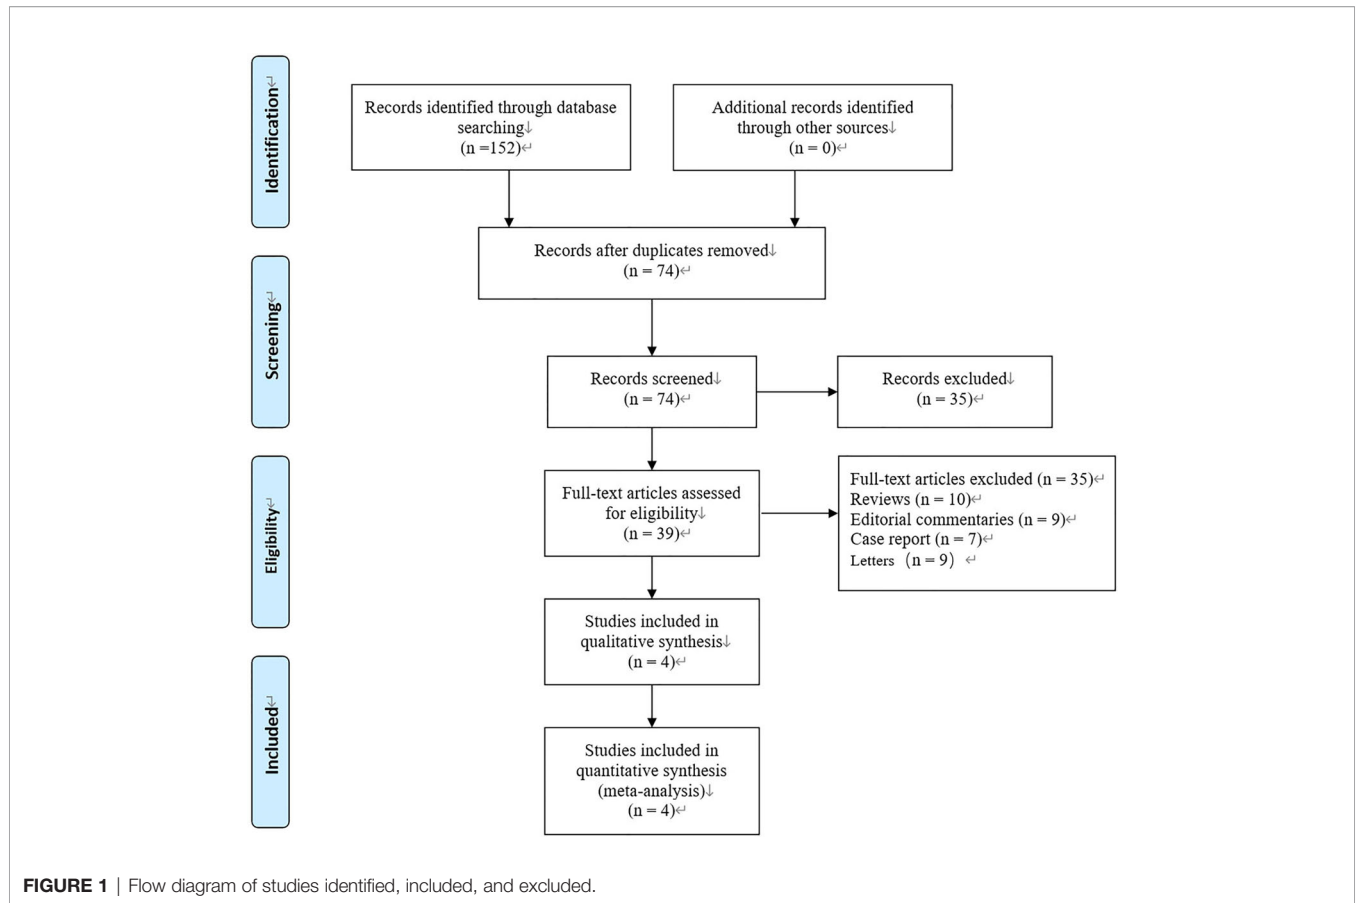 Identification↵
Records identified through database
searching↓
(n =152)↵
Additional records identified
through other sources↓
(n = 0)↵
Records after duplicates removed↓
(n = 74)↵
Screening↵
Records screened↓
(n = 74)↵
Records excluded↓
(n = 35)↵
Eligibility↵
Full-text articles assessed
for eligibility↓
(n = 39)↵
Full-text articles excluded (n = 35)↵
Reviews (n = 10)↵
Editorial commentaries (n = 9)↵
Case report (n = 7)↵
Letters (n = 9) ↵
Studies included in
qualitative synthesis↓
(n = 4)↵
Included↵
Studies included in
quantitative synthesis
(meta-analysis)↓
(n = 4)↵
FIGURE 1 | Flow diagram of studies identified, included, and excluded.